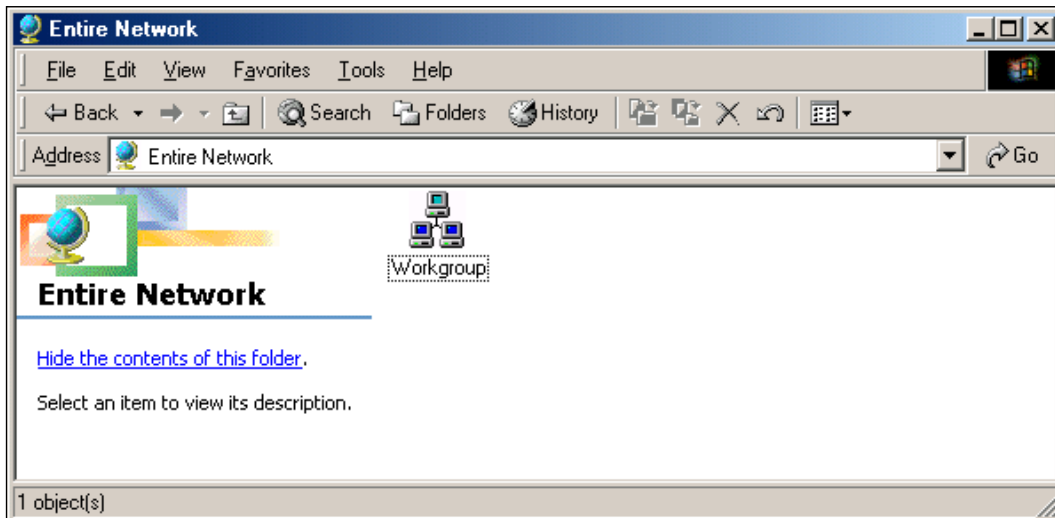 Entire Network
File Edit View Favorites Tools Help
Back Search Folders History
Address Entire Network Go
Workgroup
Entire Network
Hide the contents of this folder.
Select an item to view its description.
1 object(s)